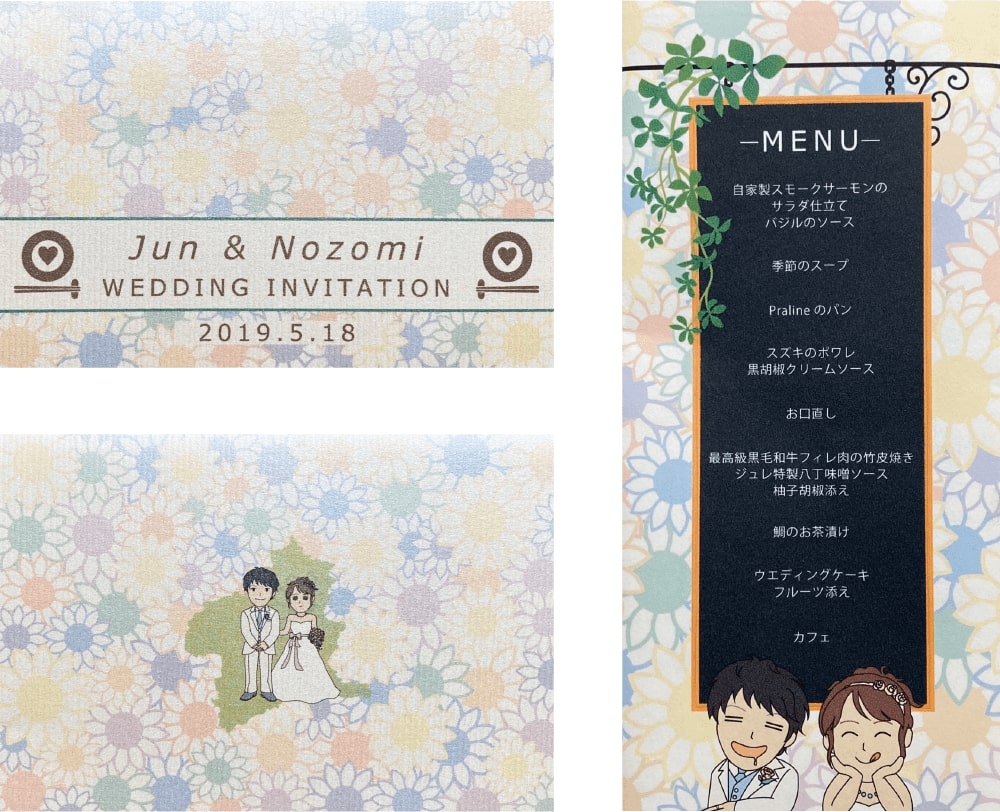 Jun & Nozomi
WEDDING INVITATION
2019.5.18
―MENU―
自家製スモークサーモンの
サラダ仕立て
バジルのソース
季節のスープ
Praline のパン
スズキのポワレ
黒胡椒クリームソース
お口直し
最高級黒毛和牛フィレ肉の竹皮焼き
ジュレ特製八丁味噌ソース
柚子胡椒添え
鯛のお茶漬け
ウエディングケーキ
フルーツ添え
カフェ